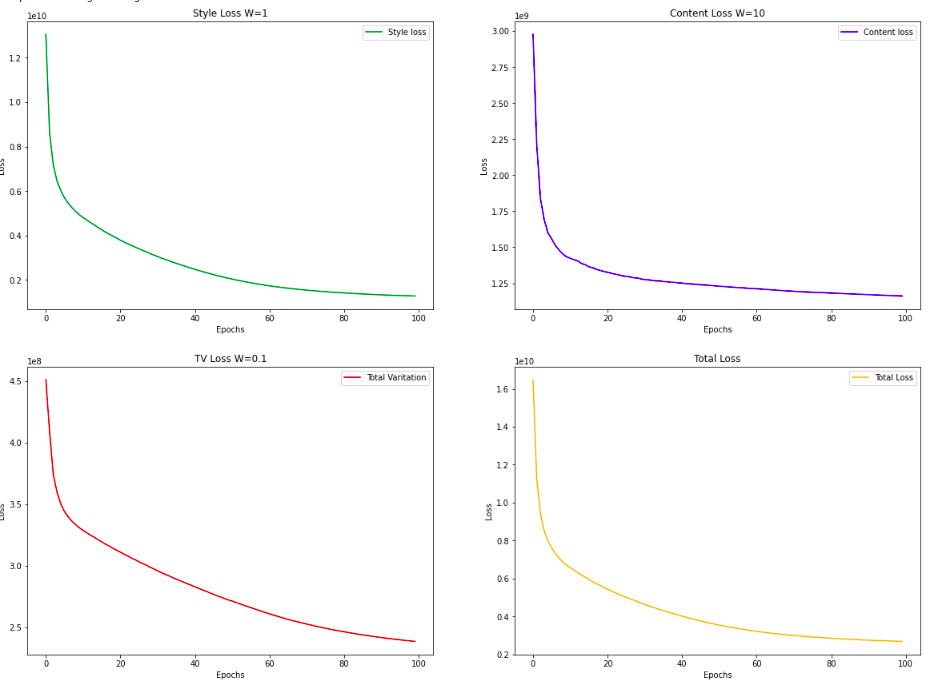 Style Loss W=1
1e10
Style loss
1.2
1.0
0.8
0.6
0.4
0.2
Loss
0 20 40 60 80 100
Epochs
Content Loss W=10
1e9
Content loss
3.00
2.75
2.50
2.25
2.00
1.75
1.50
1.25
Loss
0 20 40 60 80 100
Epochs
TV Loss W=0.1
1e8
Total Varitation
4.5
4.0
3.5
3.0
2.5
Loss
0 20 40 60 80 100
Epochs
Total Loss
1e10
Total Loss
1.6
1.4
1.2
1.0
0.8
0.6
0.4
0.2
Loss
0 20 40 60 80 100
Epochs